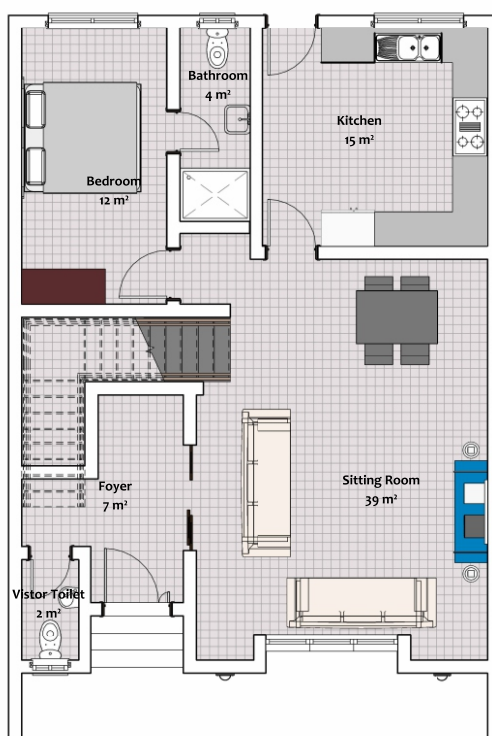 Bathroom
4 m²
Kitchen
15 m²
Bedroom
12 m²
Sitting Room
39 m²
Foyer
7 m²
Vistor Toilet
2 m²